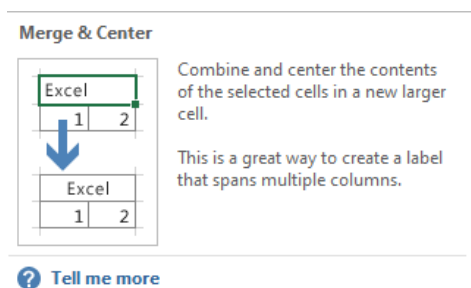 Merge & Center
Excel
1 2
Excel
1 2
Combine and center the contents
of the selected cells in a new larger
cell.
This is a great way to create a label
that spans multiple columns.
? Tell me more